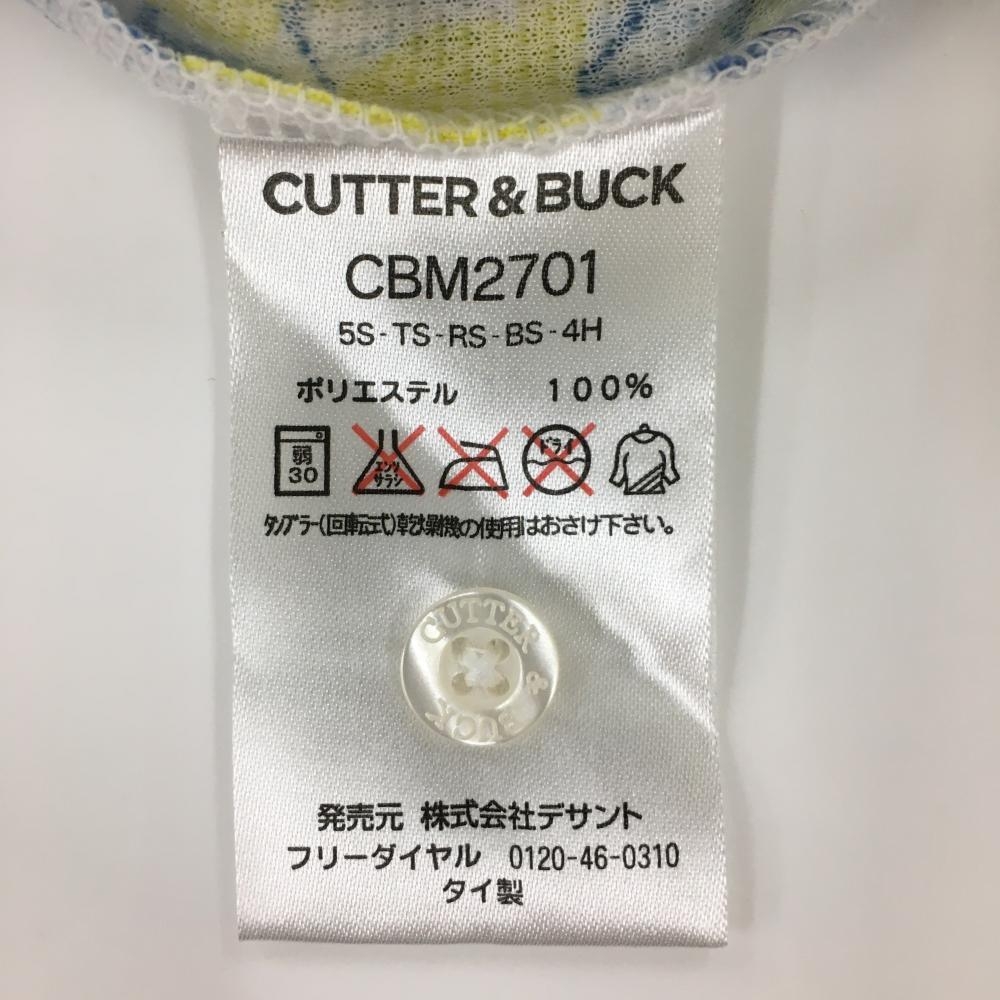 CUTTER & BUCK
CBM2701
5S-TS-RS-BS-4H
ポリエステル 100%
弱
30
エンソ
サラシ
ドライ
タンブラー(回転式)乾燥機の使用はおさけ下さい。
CUTTER
& BUCK
発売元 株式会社デサント
フリーダイヤル 0120-46-0310
タイ製